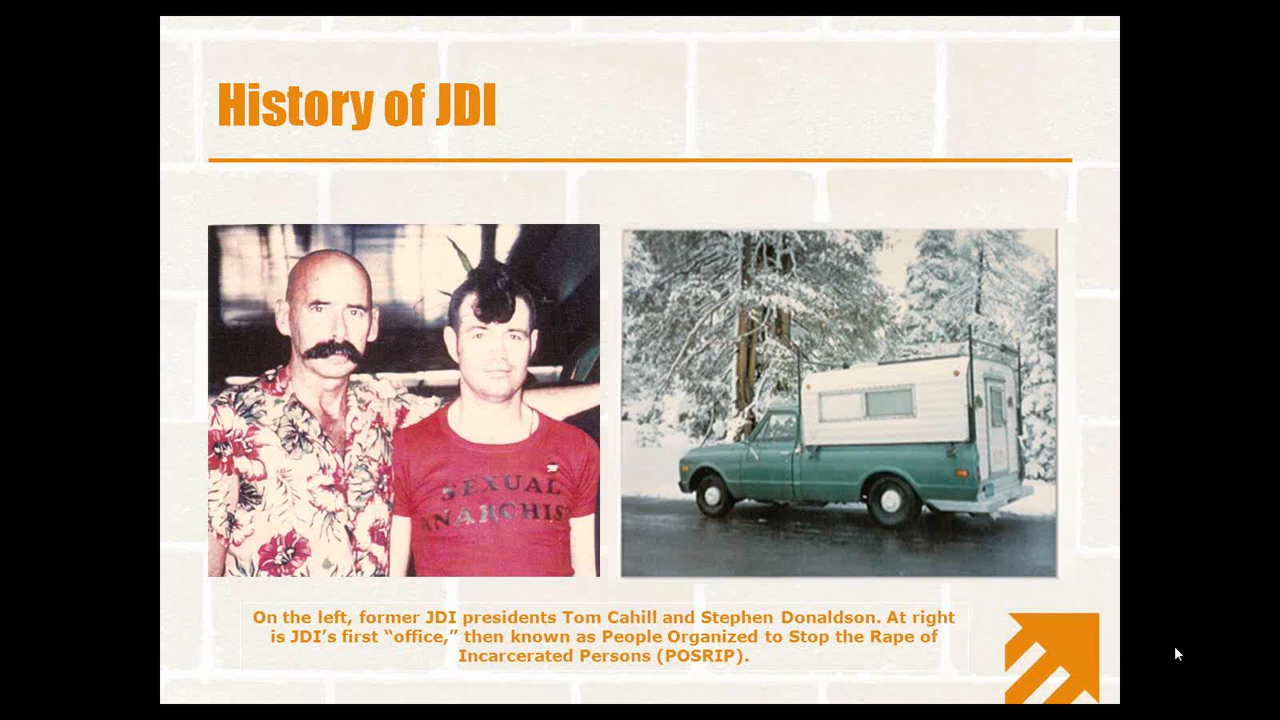 History of JDI
SEXUAL
ANARCHIS
On the left, former JDI presidents Tom Cahill and Stephen Donaldson. At right
is JDI’s first “office,” then known as People Organized to Stop the Rape of
Incarcerated Persons (POSRIP).